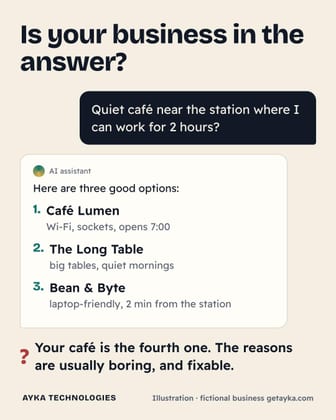 Is your business in the
answer?
Quiet café near the station where I
can work for 2 hours?
AI assistant
Here are three good options:
1. Café Lumen
Wi-Fi, sockets, opens 7:00
2. The Long Table
big tables, quiet mornings
3. Bean & Byte
laptop-friendly, 2 min from the station
? Your café is the fourth one. The reasons
are usually boring, and fixable.
AYKA TECHNOLOGIES
Illustration · fictional business getayka.com